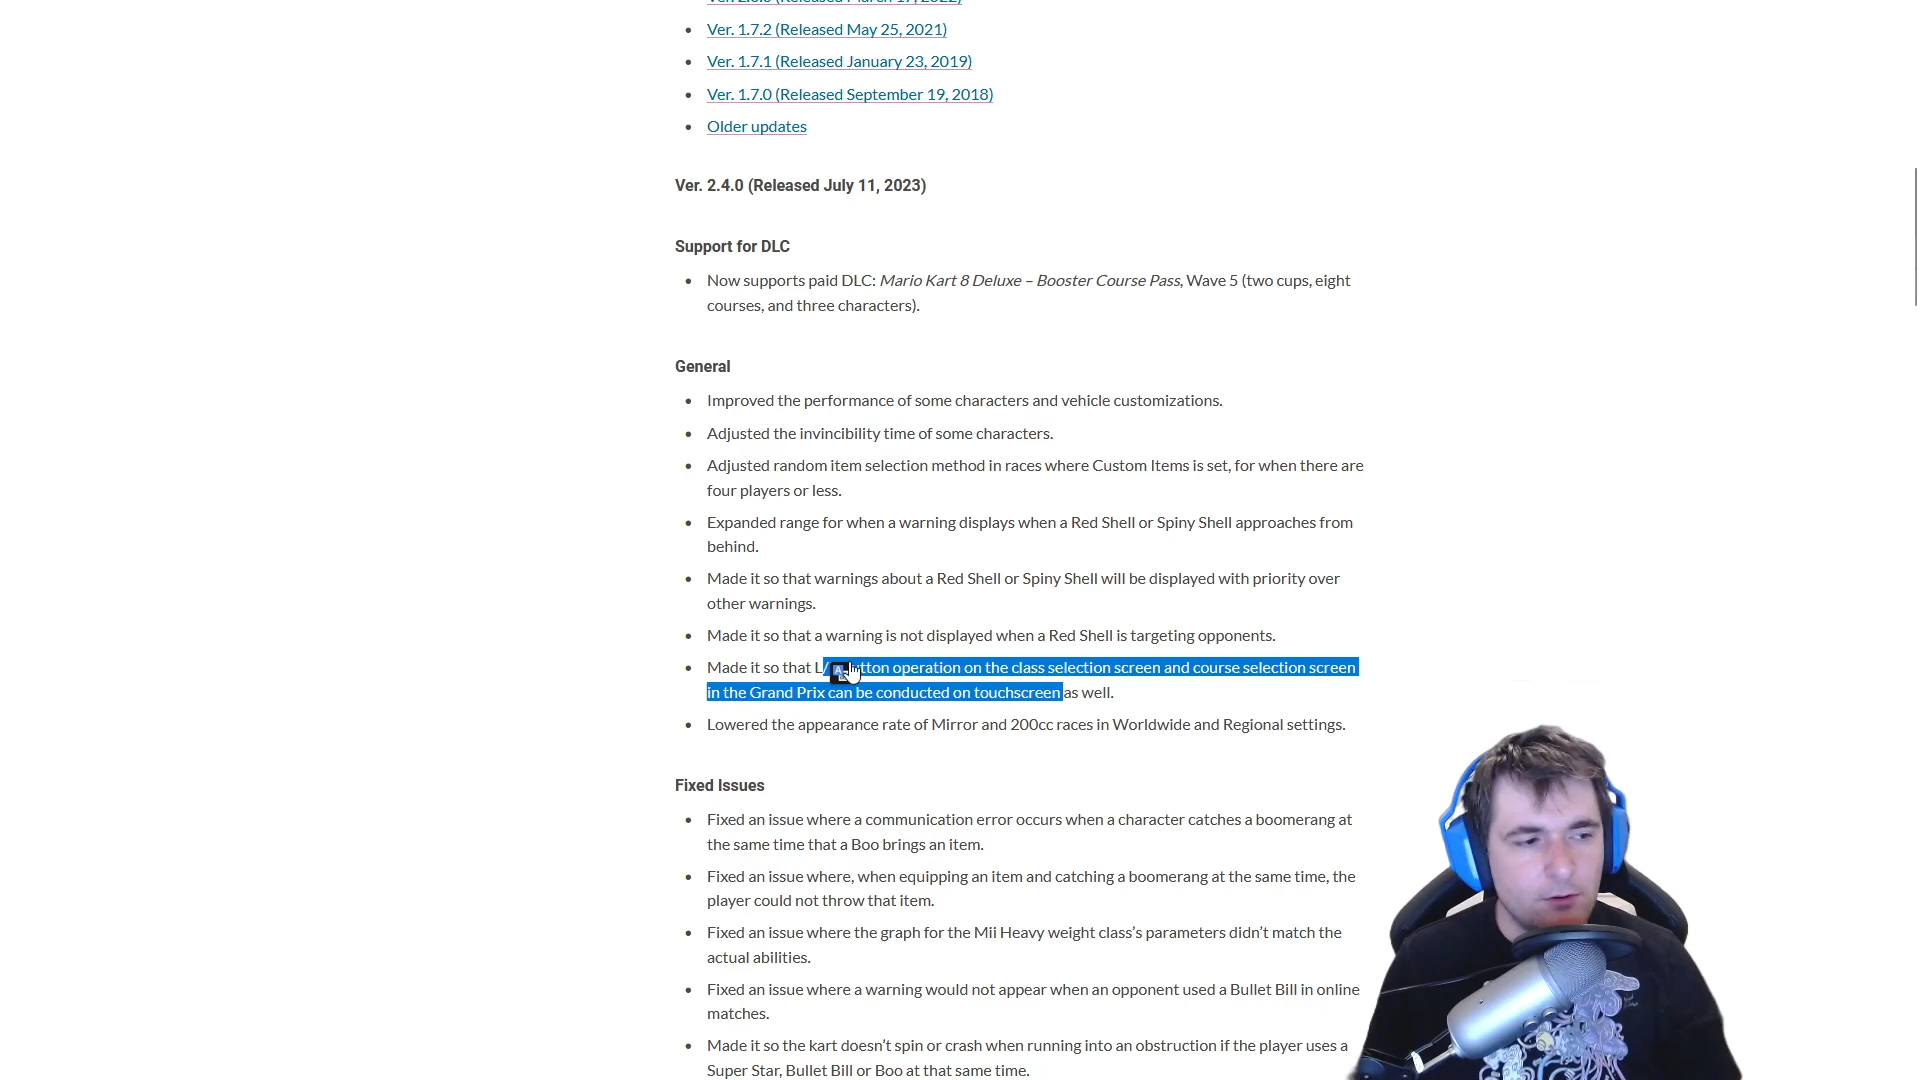 Ver. 1.7.2 (Released May 25, 2021)
Ver. 1.7.1 (Released January 23, 2019)
Ver. 1.7.0 (Released September 19, 2018)
Older updates
Ver. 2.4.0 (Released July 11, 2023)
Support for DLC
Now supports paid DLC: Mario Kart 8 Deluxe – Booster Course Pass, Wave 5 (two cups, eight
courses, and three characters).
General
Improved the performance of some characters and vehicle customizations.
Adjusted the invincibility time of some characters.
Adjusted random item selection method in races where Custom Items is set, for when there are
four players or less.
Expanded range for when a warning displays when a Red Shell or Spiny Shell approaches from
behind.
Made it so that warnings about a Red Shell or Spiny Shell will be displayed with priority over
other warnings.
Made it so that a warning is not displayed when a Red Shell is targeting opponents.
Made it so that operation on the class selection screen and course selection screen
in the Grand Prix can be conducted on touchscreen as well.
Lowered the appearance rate of Mirror and 200cc races in Worldwide and Regional settings.
Fixed Issues
Fixed an issue where a communication error occurs when a character catches a boomerang at
the same time that a Boo brings an item.
Fixed an issue where, when equipping an item and catching a boomerang at the same time, the
player could not throw that item.
Fixed an issue where the graph for the Mii Heavy weight class’s parameters didn’t match the
actual abilities.
Fixed an issue where a warning would not appear when an opponent used a Bullet Bill in online
matches.
Made it so the kart doesn’t spin or crash when running into an obstruction if the player uses a
Super Star, Bullet Bill or Boo at that same time.